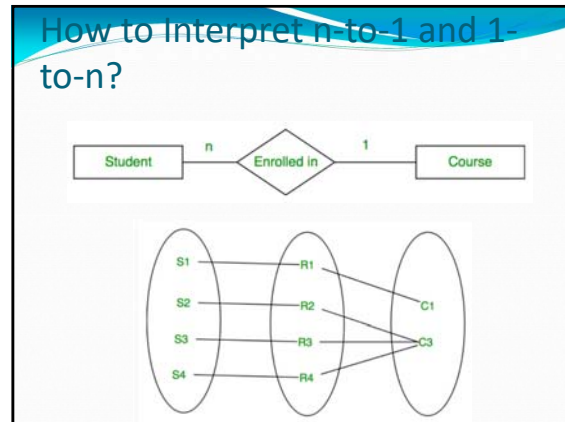 How to Interpret n-to-1 and 1-
to-n?
Student n Enrolled in 1 Course
S1 R1
C1
S2 R2
S3 R3 C3
S4 R4